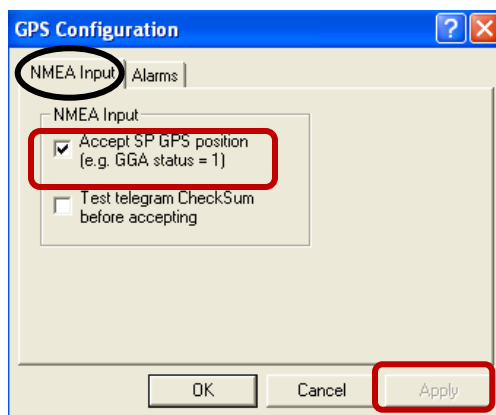 GPS Configuration
NMEA Input
Alarms
NMEA Input
Accept SP GPS position
(e.g. GGA status = 1)
Test telegram CheckSum
before accepting
OK
Cancel
Apply